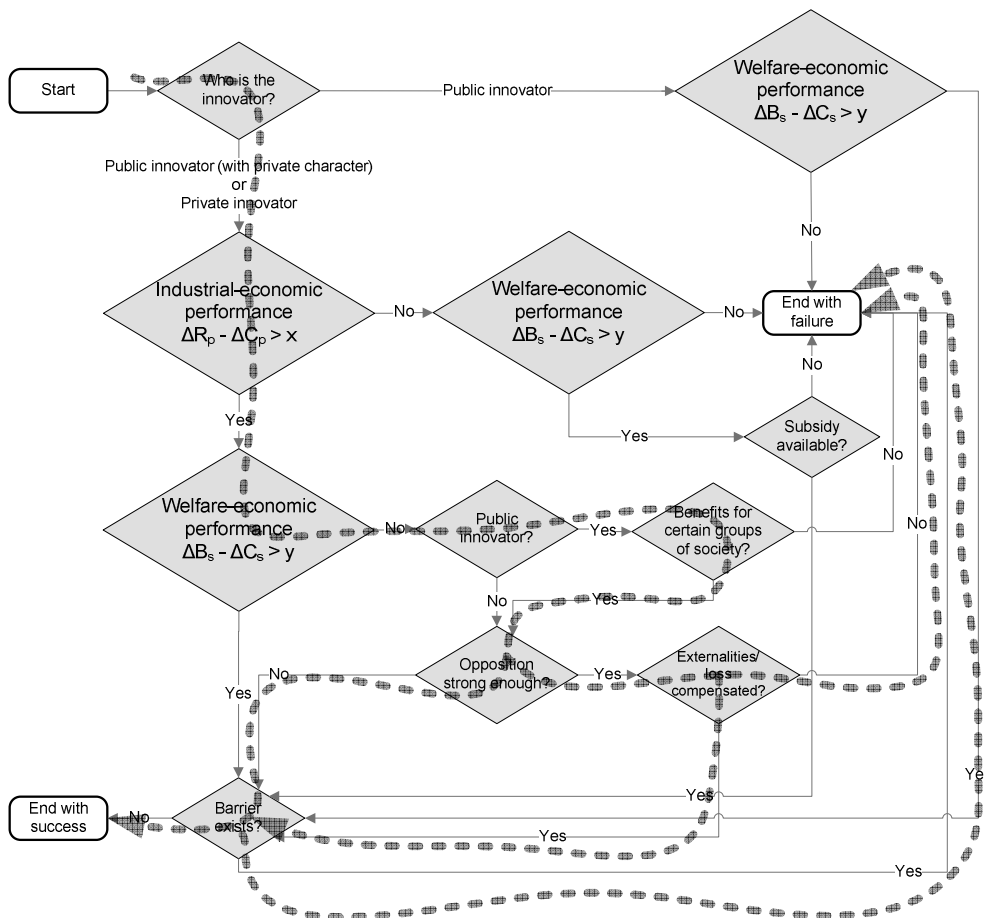 Start
Who is the
innovator?
Public innovator
Welfare-economic
performance
ΔBs - ΔCs > y
Public innovator (with private character)
or
Private innovator
No
Industrial-economic
performance
ΔRp - ΔCp > x
No
Welfare-economic
performance
ΔBs - ΔCs > y
No
End with
failure
No
Yes
Yes
Subsidy
available?
No
Welfare-economic
performance
ΔBs - ΔCs > y
No
Public
innovator?
Yes
Benefits for
certain groups
of society?
No
No
Yes
Opposition
strong enough?
Yes
Externalities/
loss
compensated?
No
Yes
Yes
Yes
End with
success
No
Barrier
exists?
Yes
Yes